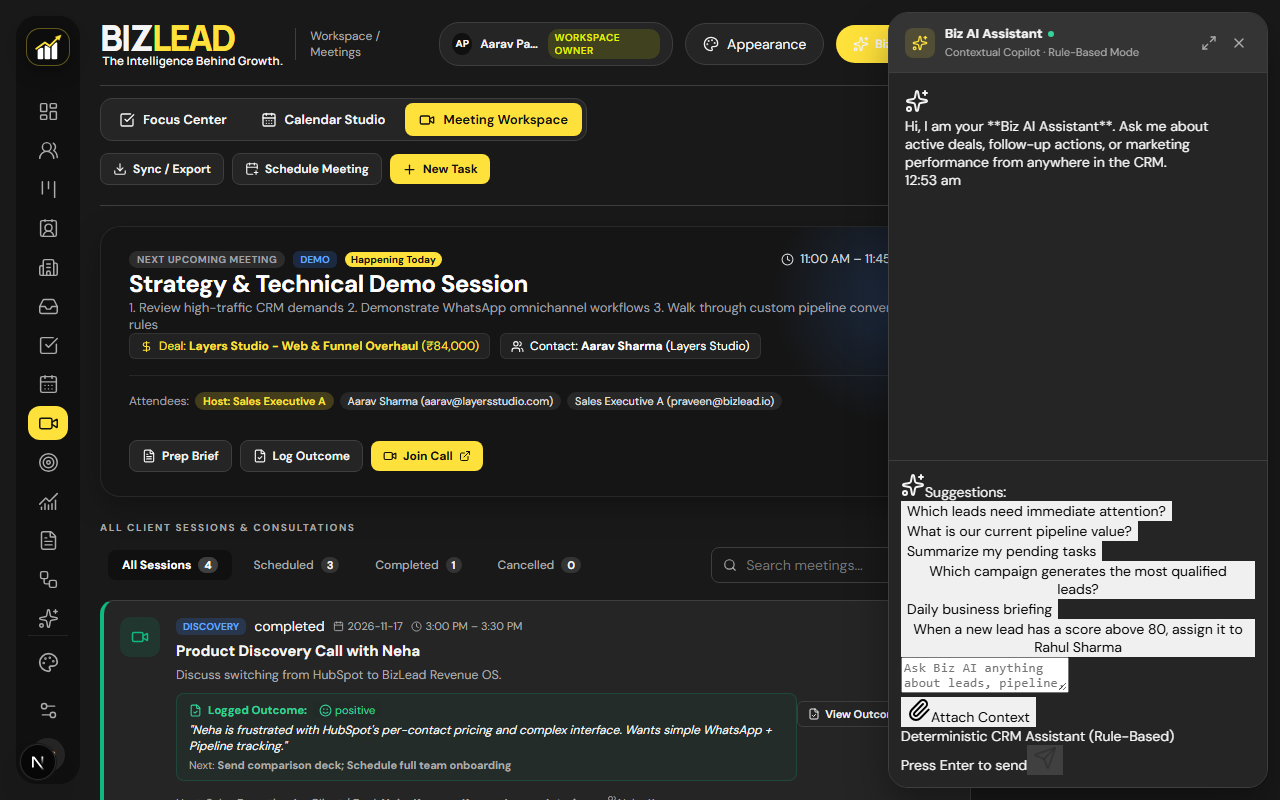 BIZLEAD
The Intelligence Behind Growth.
Workspace /
Meetings
AP
Aarav Pa...
WORKSPACE
OWNER
Appearance
Focus Center
Calendar Studio
Meeting Workspace
Sync / Export
Schedule Meeting
New Task
NEXT UPCOMING MEETING
DEMO
Happening Today
11:00 AM – 11:45
Strategy & Technical Demo Session
1. Review high-traffic CRM demands 2. Demonstrate WhatsApp omnichannel workflows 3. Walk through custom pipeline conver
rules
Deal: Layers Studio - Web & Funnel Overhaul (₹84,000)
Contact: Aarav Sharma (Layers Studio)
Attendees:
Host: Sales Executive A
Aarav Sharma (aarav@layersstudio.com)
Sales Executive A (praveen@bizlead.io)
Prep Brief
Log Outcome
Join Call
ALL CLIENT SESSIONS & CONSULTATIONS
All Sessions 4
Scheduled 3
Completed 1
Cancelled 0
Search meetings...
DISCOVERY
completed
2026-11-17
3:00 PM – 3:30 PM
Product Discovery Call with Neha
Discuss switching from HubSpot to BizLead Revenue OS.
Logged Outcome:
positive
"Neha is frustrated with HubSpot's per-contact pricing and complex interface. Wants simple WhatsApp +
Pipeline tracking."
Next: Send comparison deck; Schedule full team onboarding
View Outco
N
Biz AI Assistant
Contextual Copilot · Rule-Based Mode
Hi, I am your **Biz AI Assistant**. Ask me about
active deals, follow-up actions, or marketing
performance from anywhere in the CRM.
12:53 am
Suggestions:
Which leads need immediate attention?
What is our current pipeline value?
Summarize my pending tasks
Which campaign generates the most qualified
leads?
Daily business briefing
When a new lead has a score above 80, assign it to
Rahul Sharma
Ask Biz AI anything
about leads, pipeline,
Attach Context
Deterministic CRM Assistant (Rule-Based)
Press Enter to send